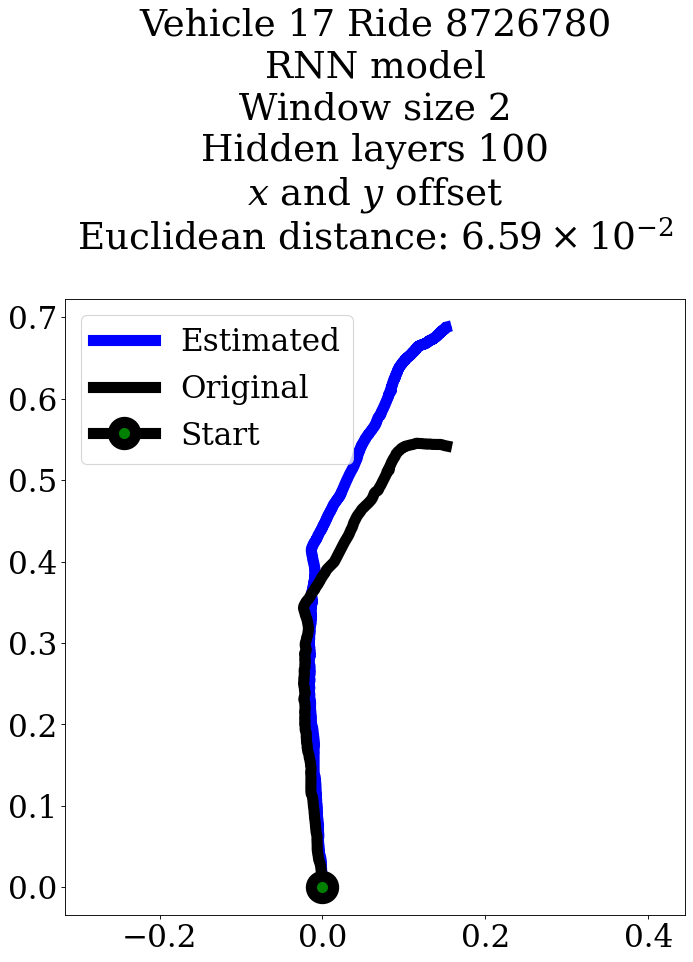 Vehicle 17 Ride 8726780
RNN model
Window size 2
Hidden layers 100
x and y offset
Euclidean distance: 6.59 × 10⁻²
Estimated
Original
Start
0.7
0.6
0.5
0.4
0.3
0.2
0.1
0.0
−0.2 0.0 0.2 0.4